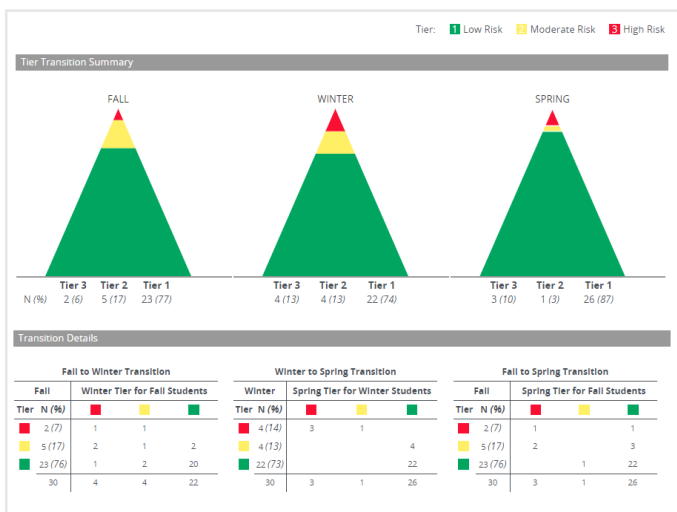 Tier: 1 Low Risk 2 Moderate Risk 3 High Risk
Tier Transition Summary
FALL WINTER SPRING
Tier 3 Tier 2 Tier 1 Tier 3 Tier 2 Tier 1 Tier 3 Tier 2 Tier 1
N (%) 2 (6) 5 (17) 23 (77) 4 (13) 4 (13) 22 (74) 3 (10) 1 (3) 26 (87)
Transition Details
Fall to Winter Transition
Fall Winter Tier for Fall Students
Tier N (%)
2 (7) 1 1
5 (17) 2 1 2
23 (76) 1 2 20
30 4 4 22
Winter to Spring Transition
Winter Spring Tier for Winter Students
Tier N (%)
4 (14) 3 1
4 (13) 4
22 (73) 22
30 3 1 26
Fall to Spring Transition
Fall Spring Tier for Fall Students
Tier N (%)
2 (7) 1 1
5 (17) 2 3
23 (76) 1 22
30 3 1 26